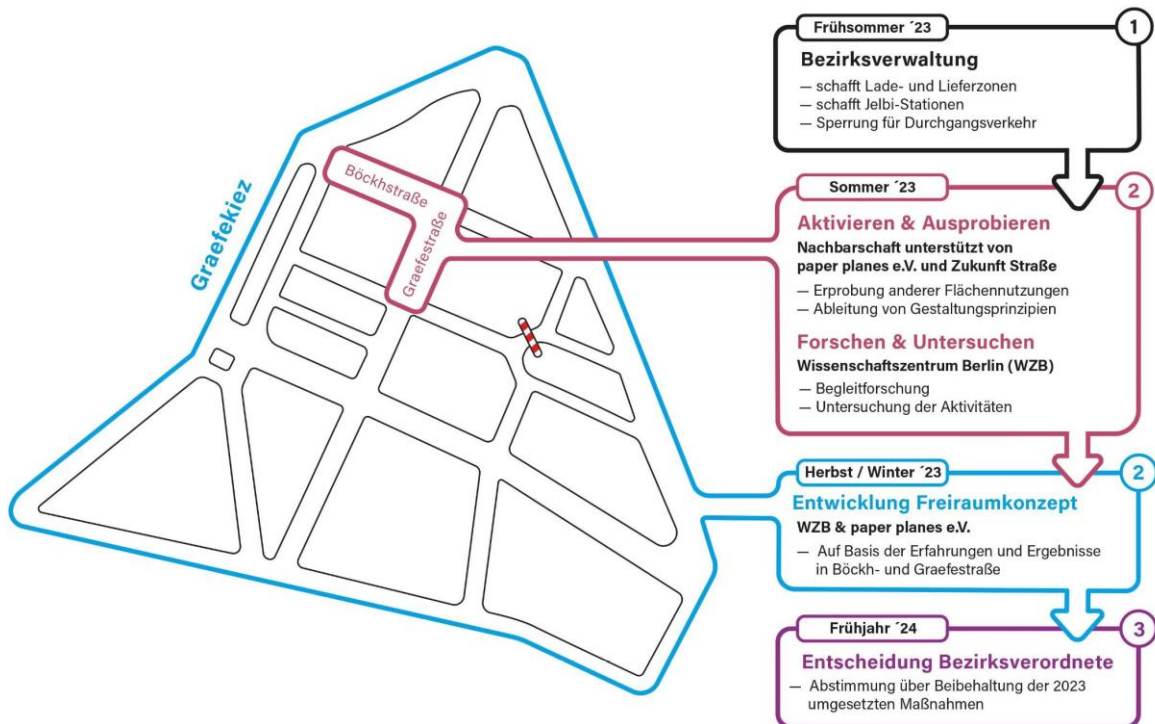 Graefekiez
Böckhstraße
Graefestraße
Frühsommer ´23
1
Bezirksverwaltung
— schafft Lade- und Lieferzonen
— schafft Jelbi-Stationen
— Sperrung für Durchgangsverkehr
Sommer ´23
2
Aktivieren & Ausprobieren
Nachbarschaft unterstützt von
paper planes e.V. und Zukunft Straße
— Erprobung anderer Flächennutzungen
— Ableitung von Gestaltungsprinzipien
Forschen & Untersuchen
Wissenschaftszentrum Berlin (WZB)
— Begleitforschung
— Untersuchung der Aktivitäten
Herbst / Winter ´23
2
Entwicklung Freiraumkonzept
WZB & paper planes e.V.
— Auf Basis der Erfahrungen und Ergebnisse
in Böckh- und Graefestraße
Frühjahr ´24
3
Entscheidung Bezirksverordnete
— Abstimmung über Beibehaltung der 2023
umgesetzten Maßnahmen